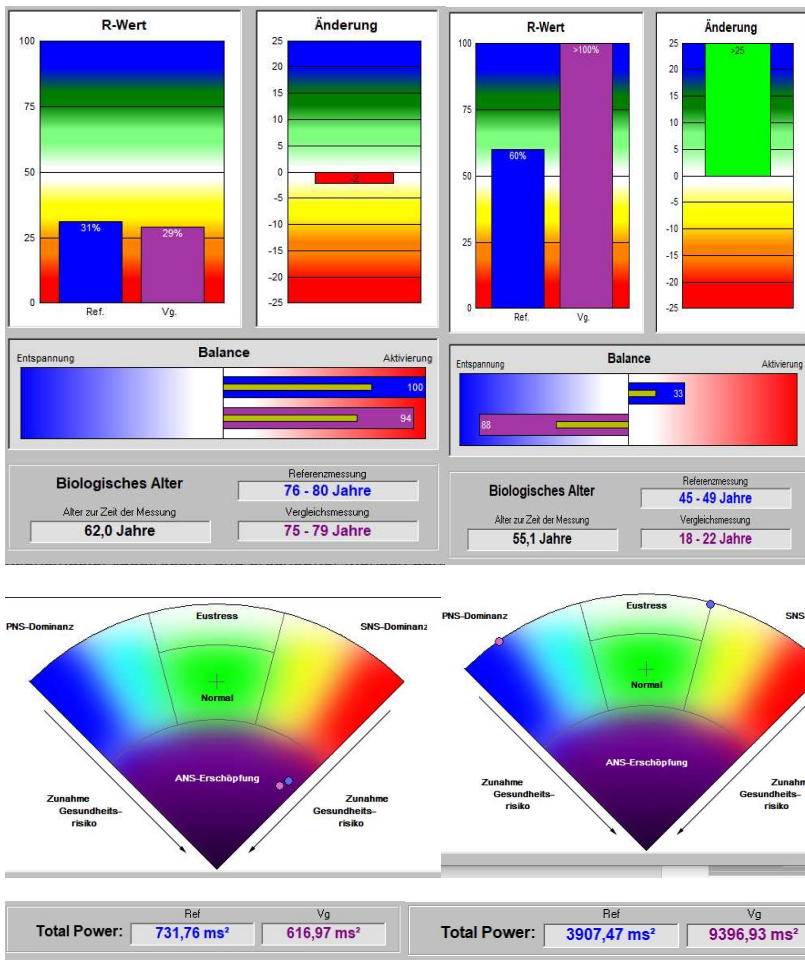 R-Wert
100
75
50
25
0
31%
29%
Ref.
Vg.
Änderung
25
20
15
10
5
0
-5
-10
-15
-20
-25
-2
R-Wert
100
75
50
25
0
60%
>100%
Ref.
Vg.
Änderung
25
20
15
10
5
0
-5
-10
-15
-20
-25
>25
Entspannung Balance Aktivierung
100
94
Entspannung Balance Aktivierung
33
88
Biologisches Alter
Referenzmessung
76 - 80 Jahre
Alter zur Zeit der Messung
62,0 Jahre
Vergleichsmessung
75 - 79 Jahre
Biologisches Alter
Referenzmessung
45 - 49 Jahre
Alter zur Zeit der Messung
55,1 Jahre
Vergleichsmessung
18 - 22 Jahre
PNS-Dominanz
Eustress
SNS-Dominanz
Normal
ANS-Erschöpfung
Zunahme
Gesundheits-
risiko
Zunahme
Gesundheits-
risiko
PNS-Dominanz
Eustress
SNS-
Normal
ANS-Erschöpfung
Zunahme
Gesundheits-
risiko
Zunahm
Gesundheits-
risiko
Ref Vg
Total Power: 731,76 ms² 616,97 ms²
Ref Vg
Total Power: 3907,47 ms² 9396,93 ms²